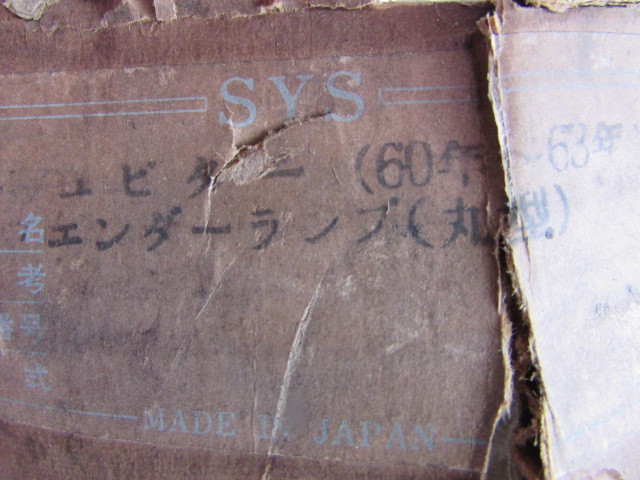 SYS
ュビター (60年~63年
名 エンダーランプ(丸型)
考
番号
式
MADE IN JAPAN